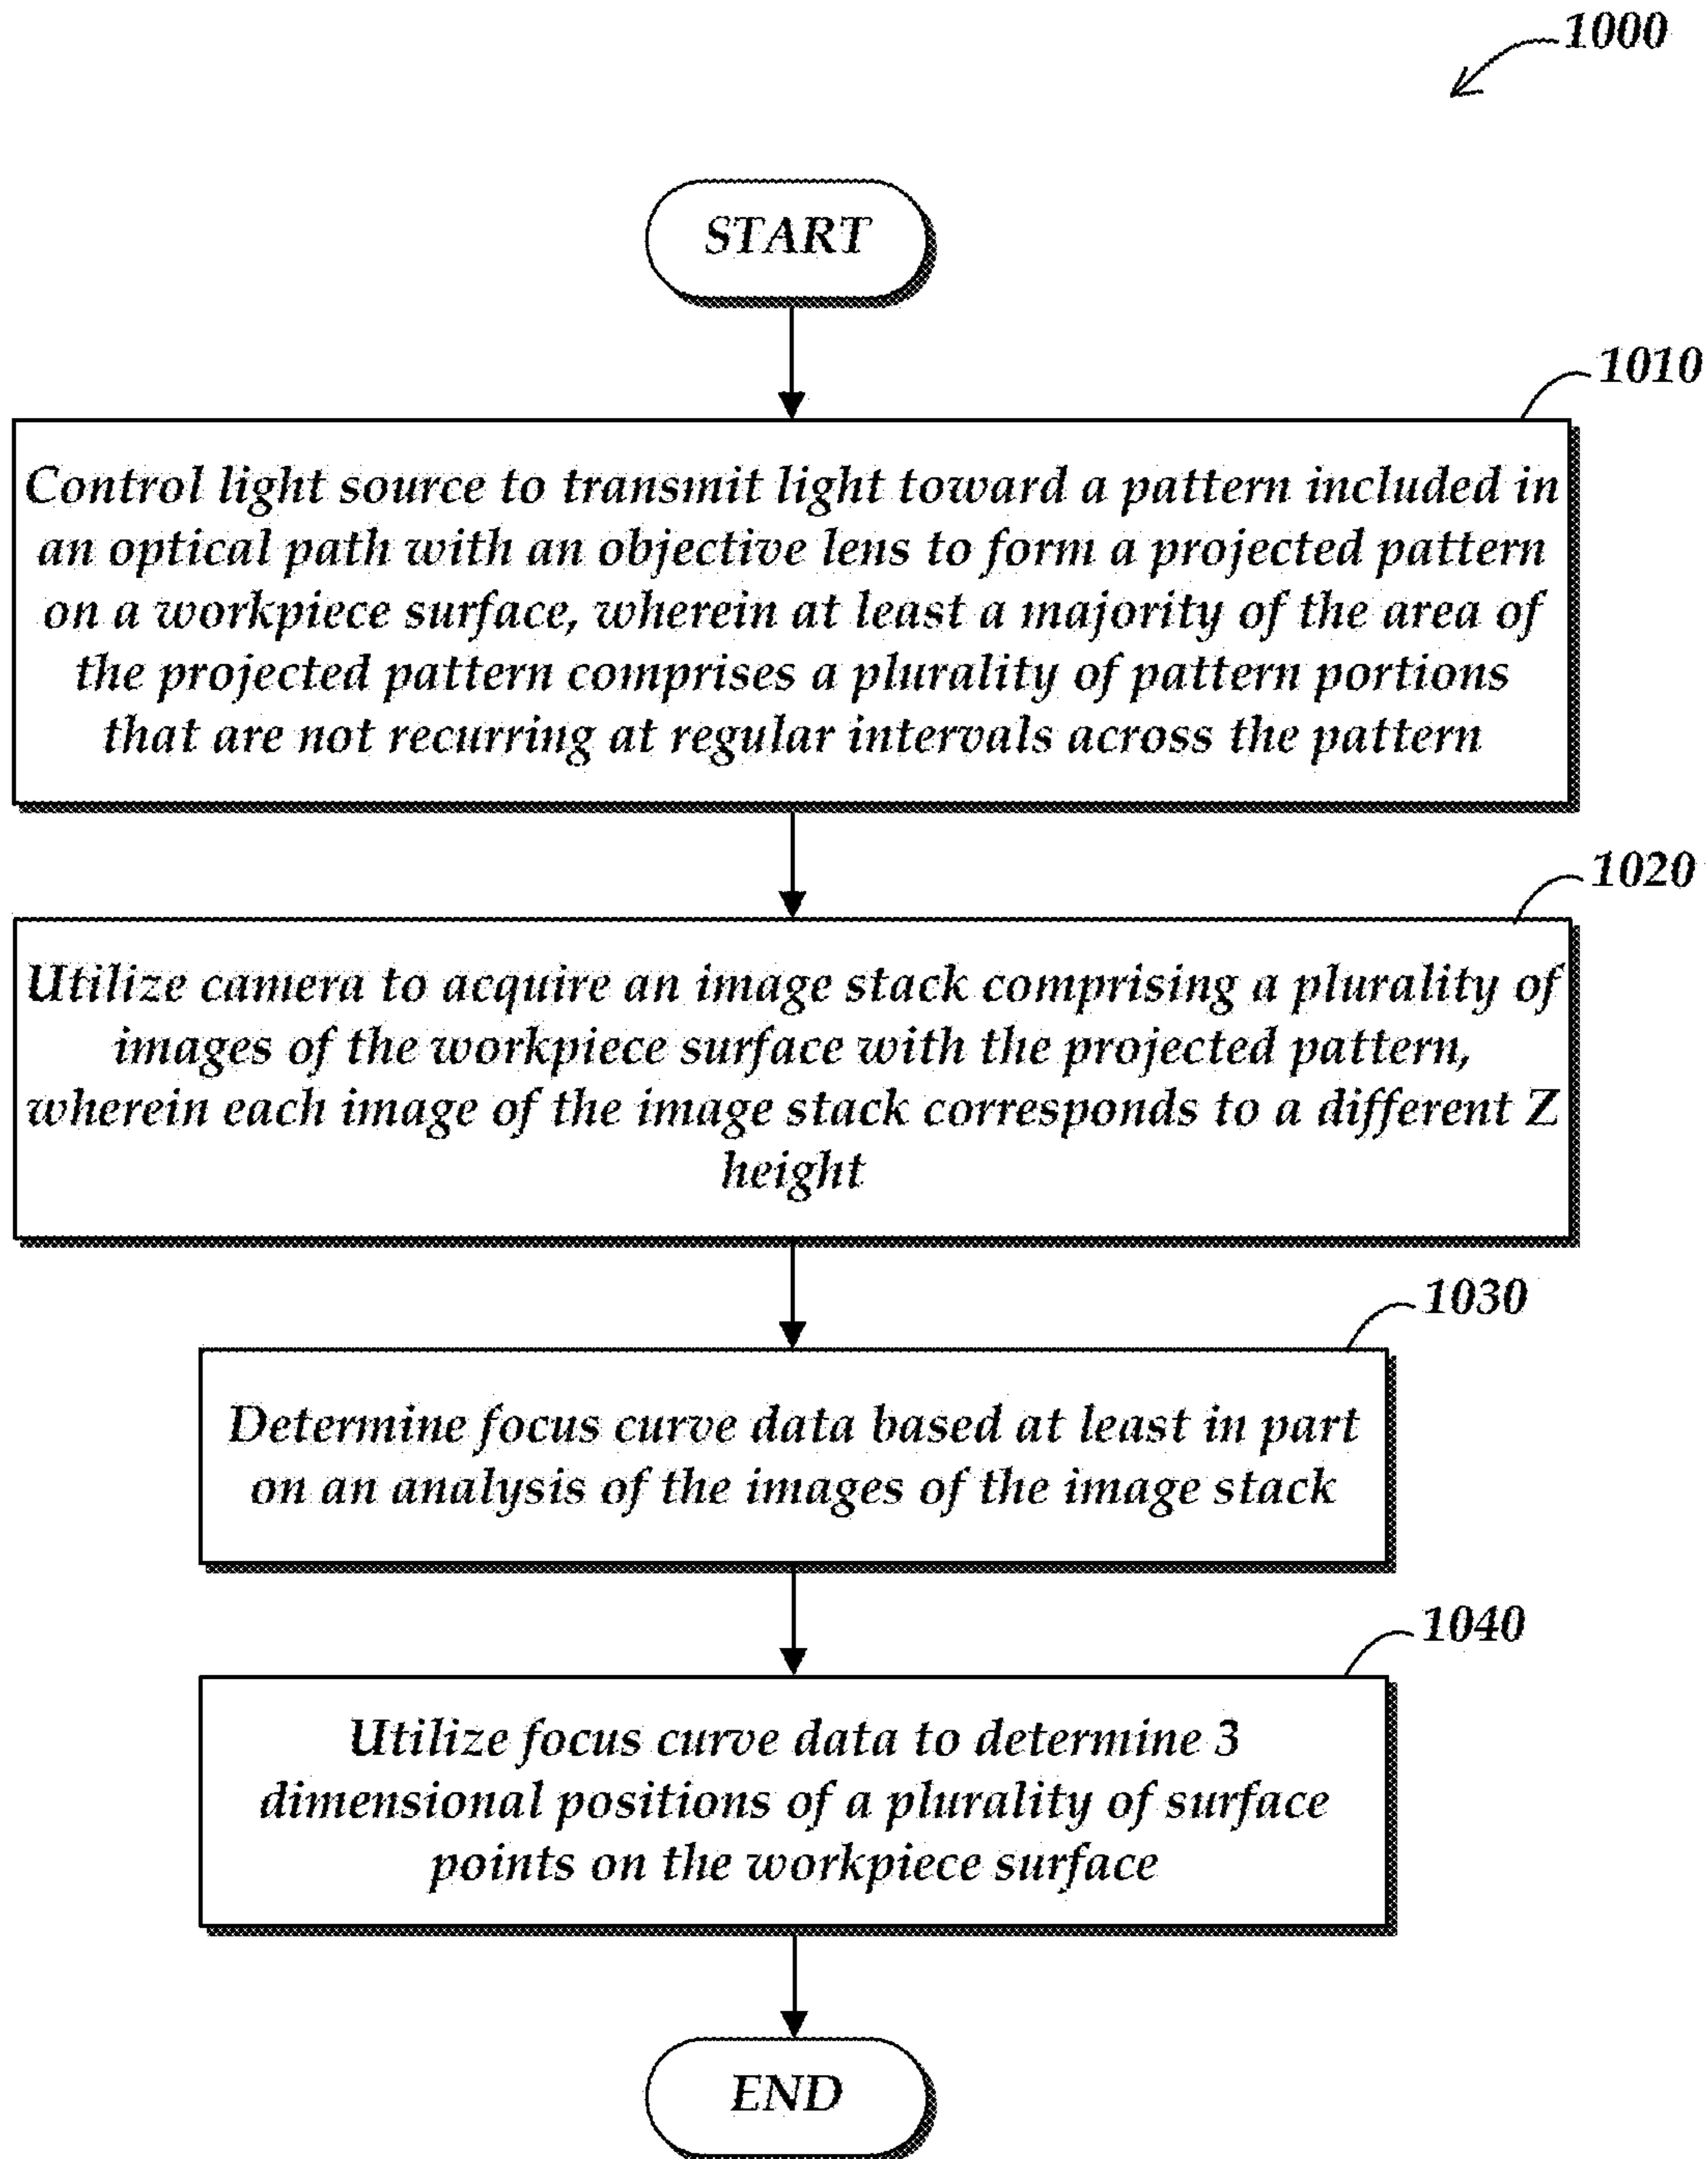 1000
START
1010
Control light source to transmit light toward a pattern included in
an optical path with an objective lens to form a projected pattern
on a workpiece surface, wherein at least a majority of the area of
the projected pattern comprises a plurality of pattern portions
that are not recurring at regular intervals across the pattern
1020
Utilize camera to acquire an image stack comprising a plurality of
images of the workpiece surface with the projected pattern,
wherein each image of the image stack corresponds to a different Z
height
1030
Determine focus curve data based at least in part
on an analysis of the images of the image stack
1040
Utilize focus curve data to determine 3
dimensional positions of a plurality of surface
points on the workpiece surface
END